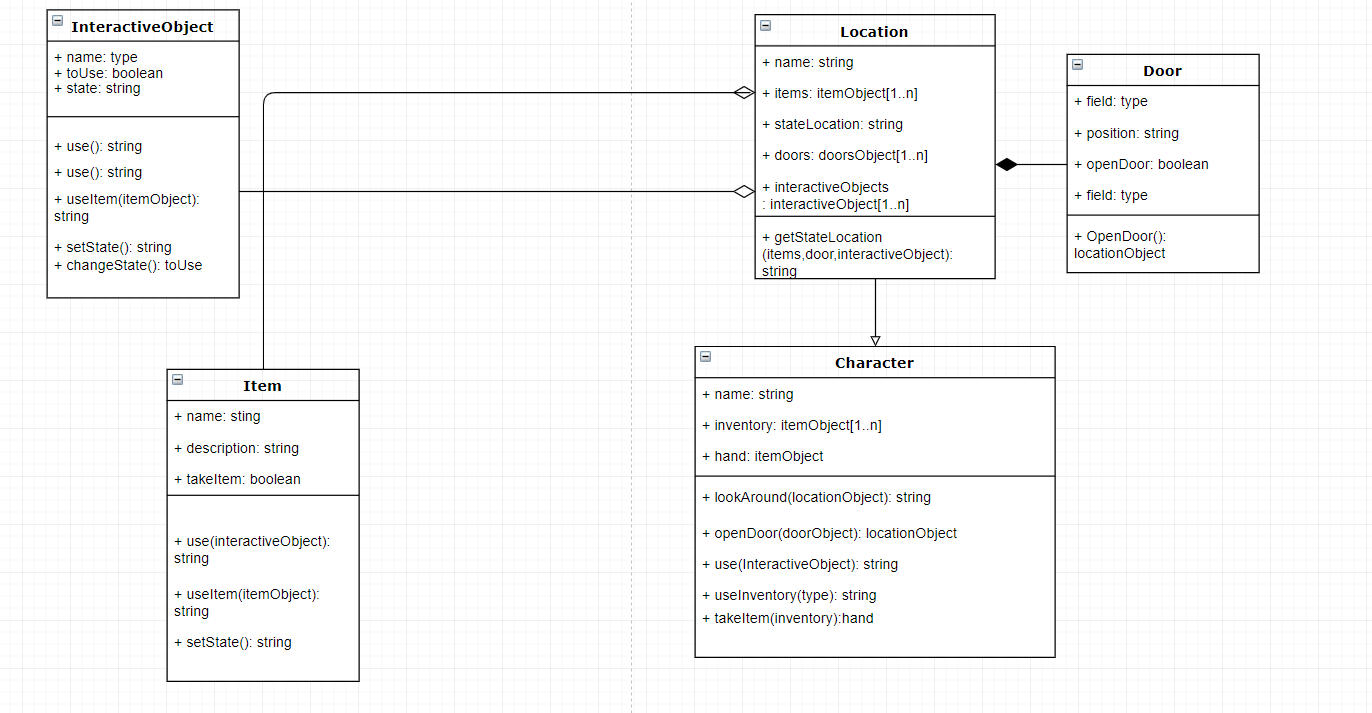 InteractiveObject
+ name: type
+ toUse: boolean
+ state: string
+ use(): string
+ use(): string
+ useItem(itemObject):
string
+ setState(): string
+ changeState(): toUse
Location
+ name: string
+ items: itemObject[1..n]
+ stateLocation: string
+ doors: doorsObject[1..n]
+ interactiveObjects
: interactiveObject[1..n]
+ getStateLocation
(items,door,interactiveObject):
string
Door
+ field: type
+ position: string
+ openDoor: boolean
+ field: type
+ OpenDoor():
locationObject
Item
+ name: sting
+ description: string
+ takeItem: boolean
+ use(interactiveObject):
string
+ useItem(itemObject):
string
+ setState(): string
Character
+ name: string
+ inventory: itemObject[1..n]
+ hand: itemObject
+ lookAround(locationObject): string
+ openDoor(doorObject): locationObject
+ use(InteractiveObject): string
+ useInventory(type): string
+ takeItem(inventory):hand